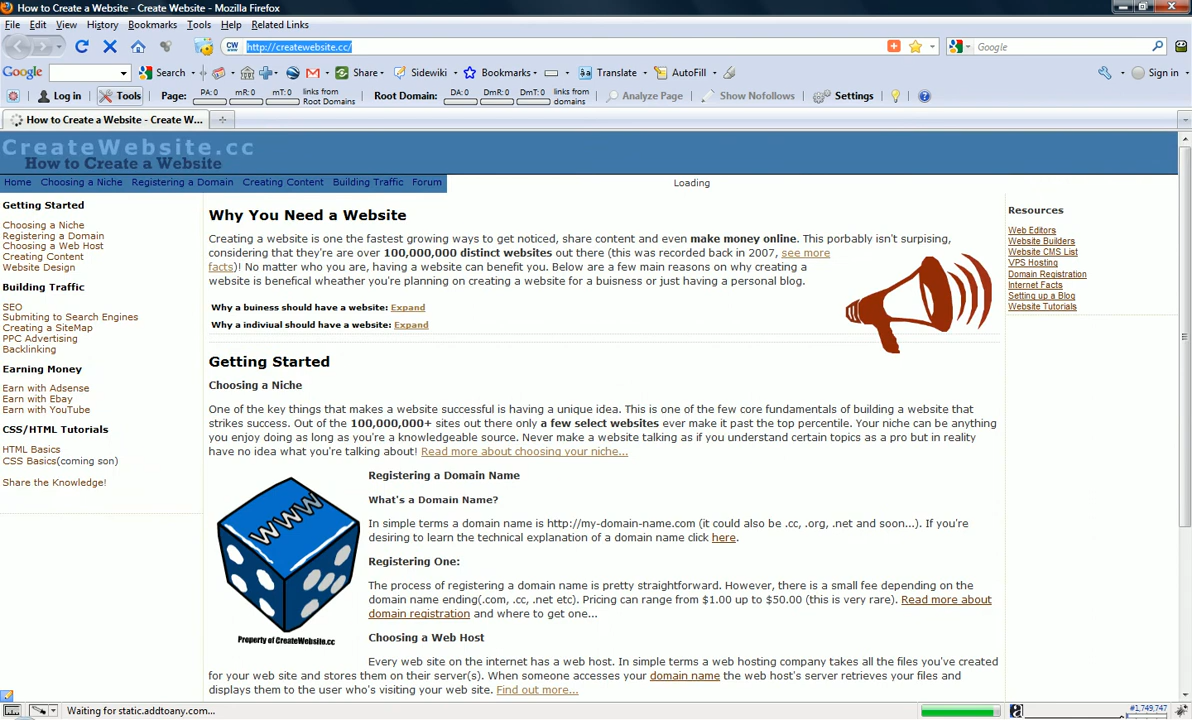 How to Create a Website - Create Website - Mozilla Firefox
File Edit View History Bookmarks Tools Help Related Links
CW http://createwebsite.cc/ Google
Google Search Share Sidewiki Bookmarks Translate AutoFill Sign in
Log in Tools Page: PA: 0 mR: 0 mT: 0 links from Root Domains Root Domain: DA: 0 DmR: 0 DmT: 0 links from domains Analyze Page Show Nofollows Settings
How to Create a Website - Create W...
CreateWebsite.cc
How to Create a Website
Home Choosing a Niche Registering a Domain Creating Content Building Traffic Forum
Loading
Getting Started
Choosing a Niche
Registering a Domain
Choosing a Web Host
Creating Content
Website Design
Building Traffic
SEO
Submiting to Search Engines
Creating a SiteMap
PPC Advertising
Backlinking
Earning Money
Earn with Adsense
Earn with Ebay
Earn with YouTube
CSS/HTML Tutorials
HTML Basics
CSS Basics(coming son)
Share the Knowledge!
Why You Need a Website
Creating a website is one the fastest growing ways to get noticed, share content and even make money online. This porbably isn't surpising,
considering that they're are over 100,000,000 distinct websites out there (this was recorded back in 2007, see more
facts)! No matter who you are, having a website can benefit you. Below are a few main reasons on why creating a
website is benefical wheather you're planning on creating a website for a buisness or just having a personal blog.
Why a buiness should have a website: Expand
Why a indiviual should have a website: Expand
Getting Started
Choosing a Niche
One of the key things that makes a website successful is having a unique idea. This is one of the few core fundamentals of building a website that
strikes success. Out of the 100,000,000+ sites out there only a few select websites ever make it past the top percentile. Your niche can be anything
you enjoy doing as long as you're a knowledgeable source. Never make a website talking as if you understand certain topics as a pro but in reality
have no idea what you're talking about! Read more about choosing your niche...
WWW
Property of CreateWebsite.cc
Registering a Domain Name
What's a Domain Name?
In simple terms a domain name is http://my-domain-name.com (it could also be .cc, .org, .net and soon...). If you're
desiring to learn the technical explanation of a domain name click here.
Registering One:
The process of registering a domain name is pretty straightforward. However, there is a small fee depending on the
domain name ending(.com, .cc, .net etc). Pricing can range from $1.00 up to $50.00 (this is very rare). Read more about
domain registration and where to get one...
Choosing a Web Host
Every web site on the internet has a web host. In simple terms a web hosting company takes all the files you've created
for your web site and stores them on their server(s). When someone accesses your domain name the web host's server retrieves your files and
displays them to the user who's visiting your web site. Find out more...
Resources
Web Editors
Website Builders
Website CMS List
VPS Hosting
Domain Registration
Internet Facts
Setting up a Blog
Website Tutorials
Waiting for static.addtoany.com...
a #1,749,747